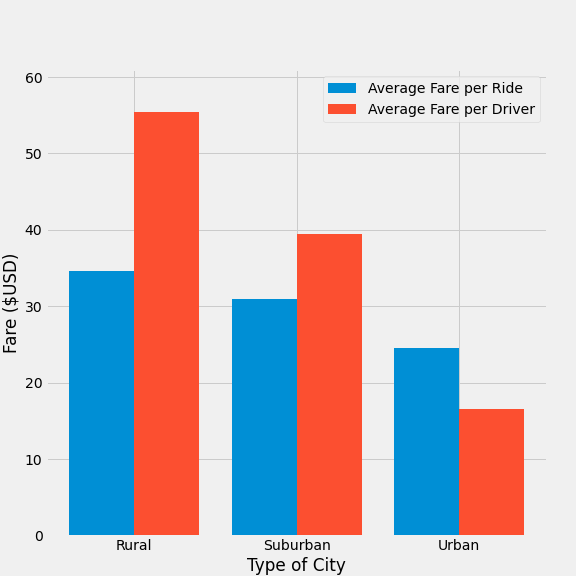 60
50
40
30
20
10
0
Fare ($USD)
Average Fare per Ride
Average Fare per Driver
Rural Suburban Urban
Type of City